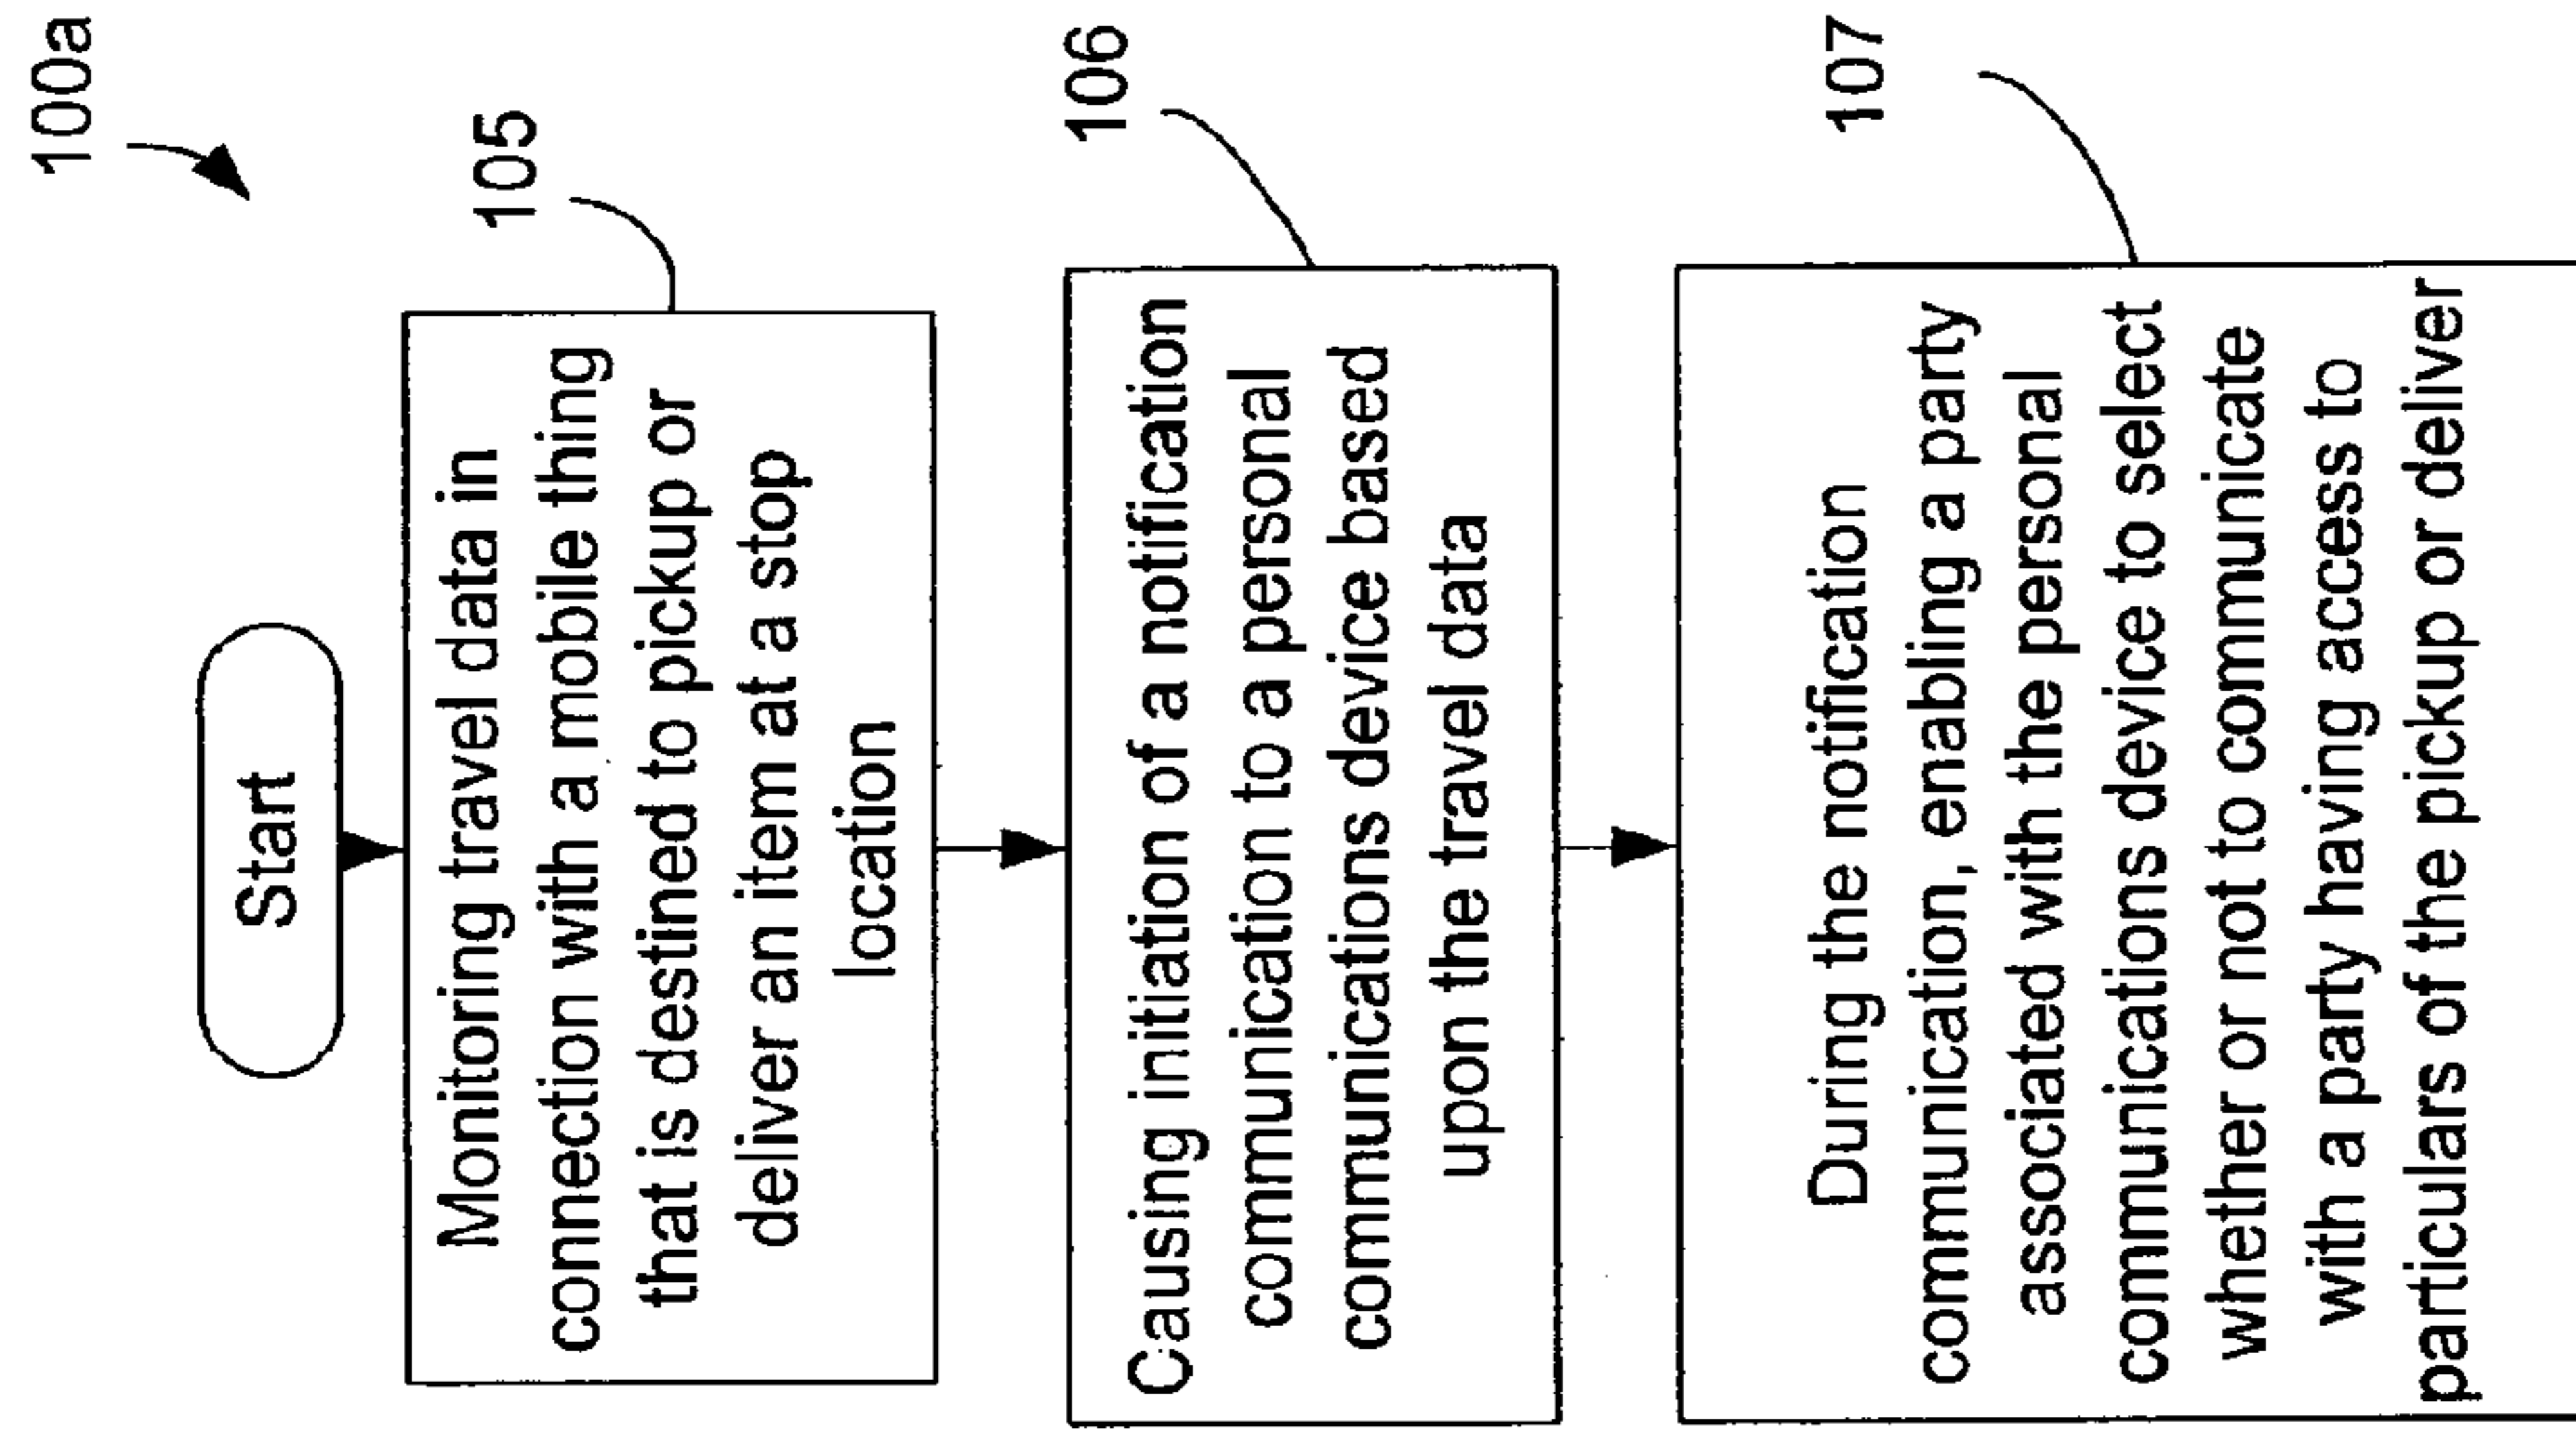 100a
Start
105
Monitoring travel data in
connection with a mobile thing
that is destined to pickup or
deliver an item at a stop
location
106
Causing initiation of a notification
communication to a personal
communications device based
upon the travel data
107
During the notification
communication, enabling a party
associated with the personal
communications device to select
whether or not to communicate
with a party having access to
particulars of the pickup or deliver